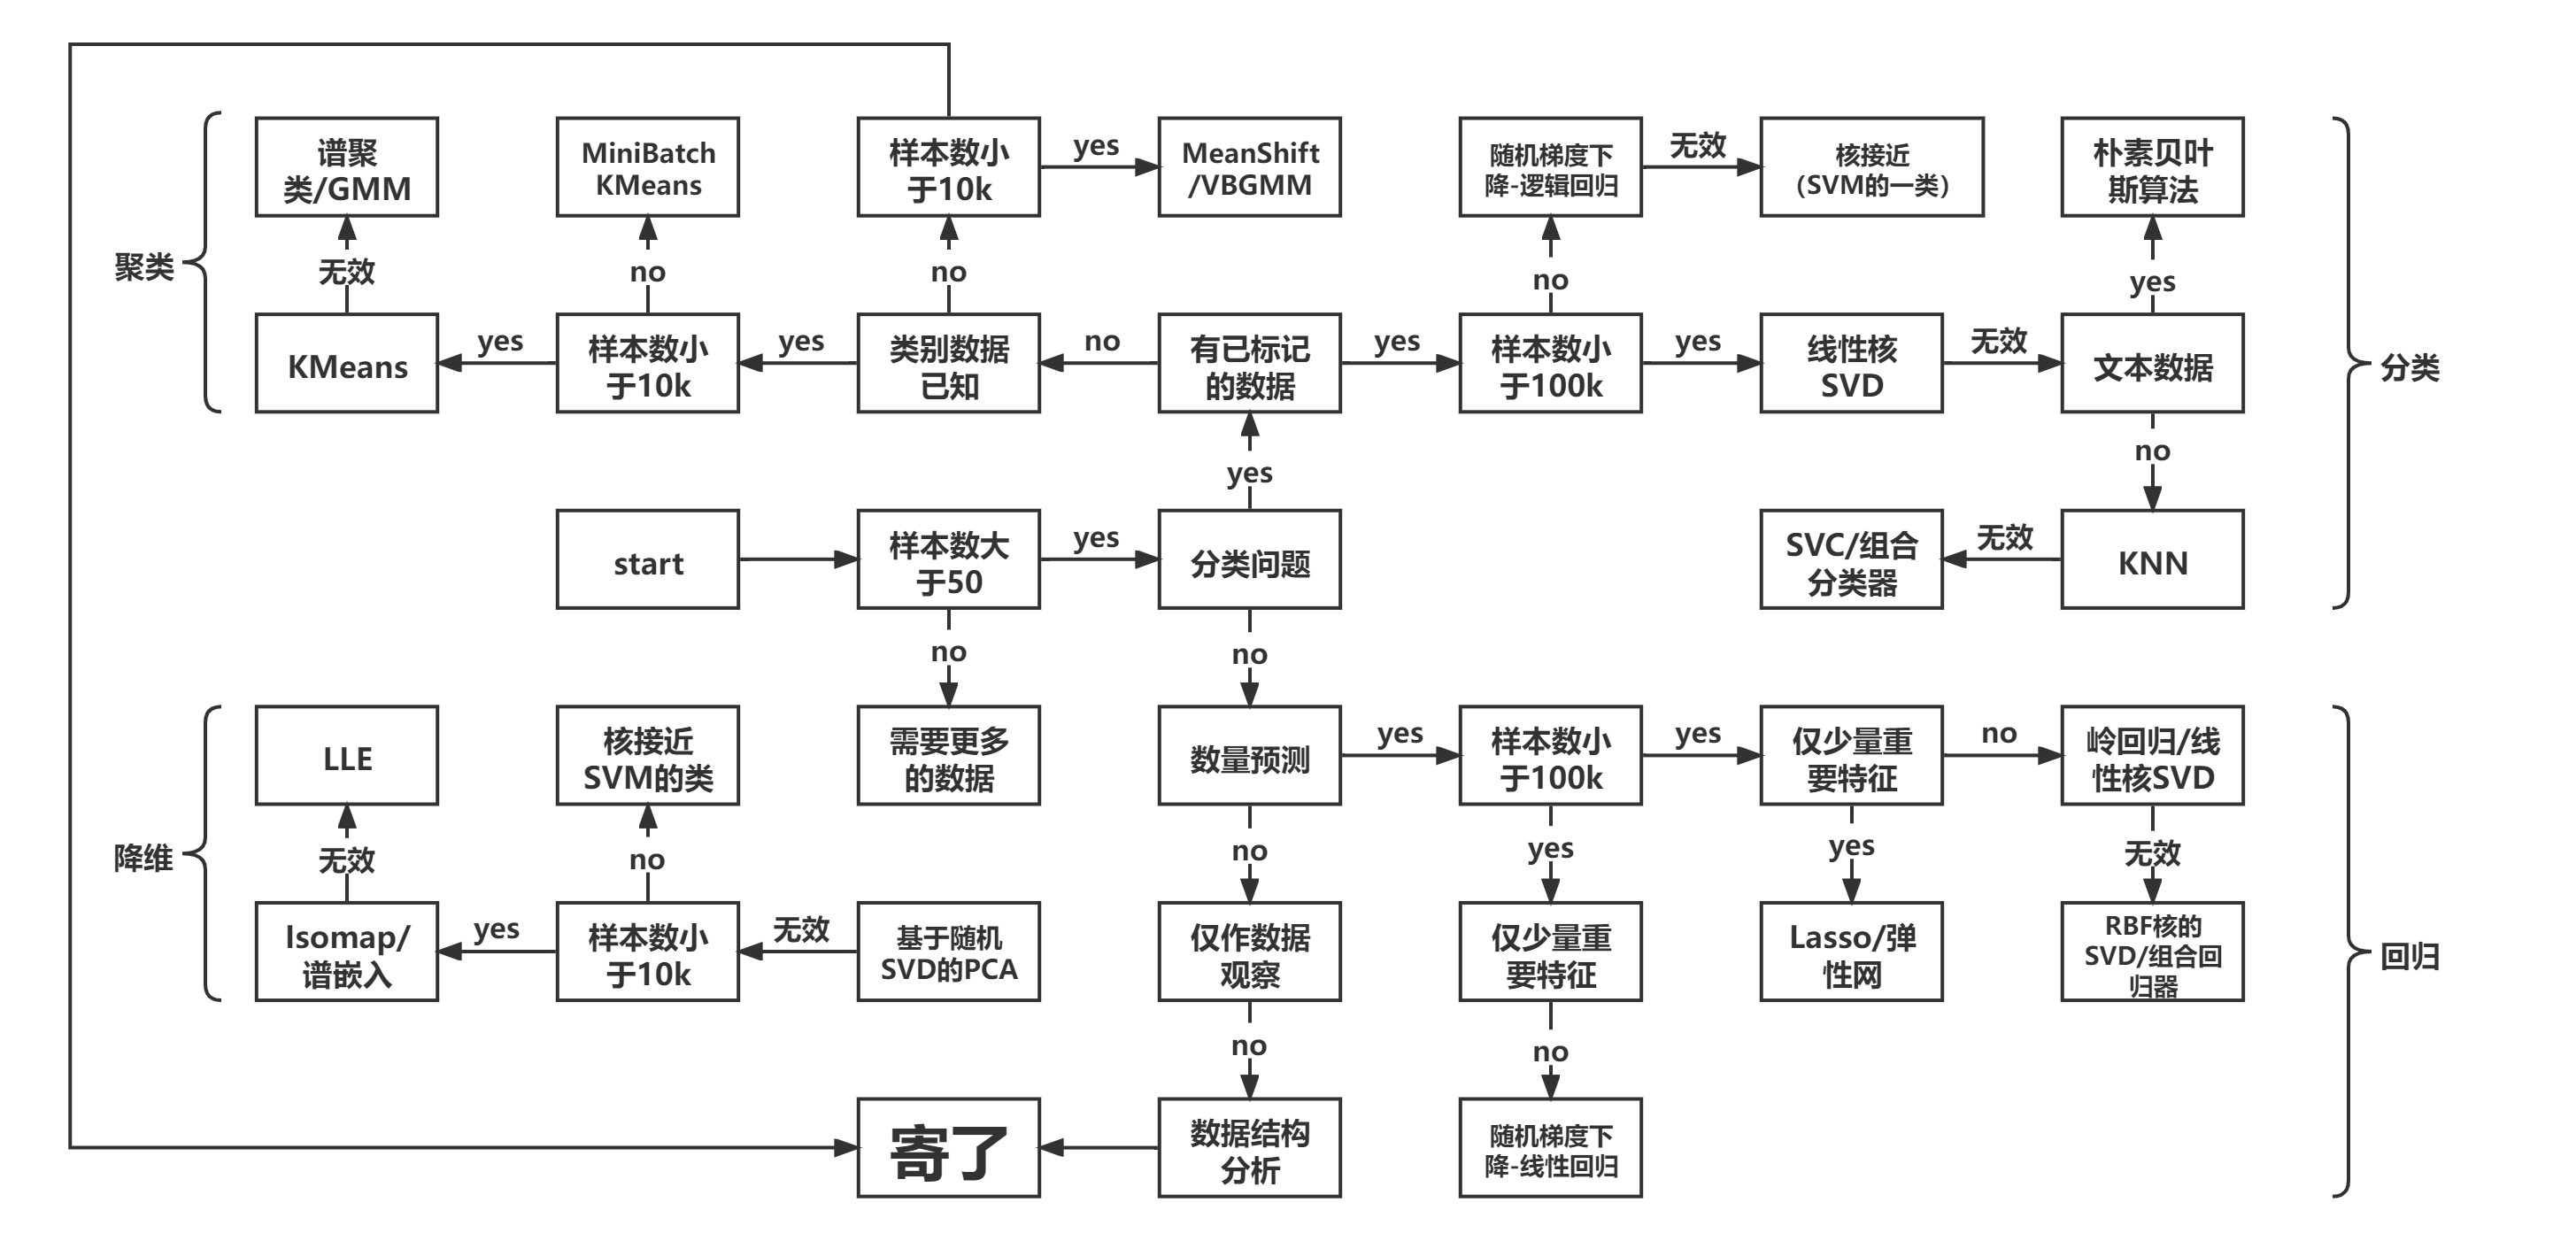 谱聚
类/GMM
MiniBatch
KMeans
样本数小
于10k
yes
MeanShift
/VBGMM
随机梯度下
降-逻辑回归
无效
核接近
（SVM的一类）
朴素贝叶
斯算法
聚类
无效
no
no
no
yes
KMeans
yes
样本数小
于10k
yes
类别数据
已知
no
有已标记
的数据
yes
样本数小
于100k
yes
线性核
SVD
无效
文本数据
分类
yes
no
start
样本数大
于50
yes
分类问题
SVC/组合
分类器
无效
KNN
no
no
LLE
核接近
SVM的类
需要更多
的数据
数量预测
yes
样本数小
于100k
yes
仅少量重
要特征
no
岭回归/线
性核SVD
降维
无效
no
no
yes
yes
无效
Isomap/
谱嵌入
yes
样本数小
于10k
无效
基于随机
SVD的PCA
仅作数据
观察
仅少量重
要特征
Lasso/弹
性网
RBF核的
SVD/组合回
归器
回归
no
no
寄了
数据结构
分析
随机梯度下
降-线性回归